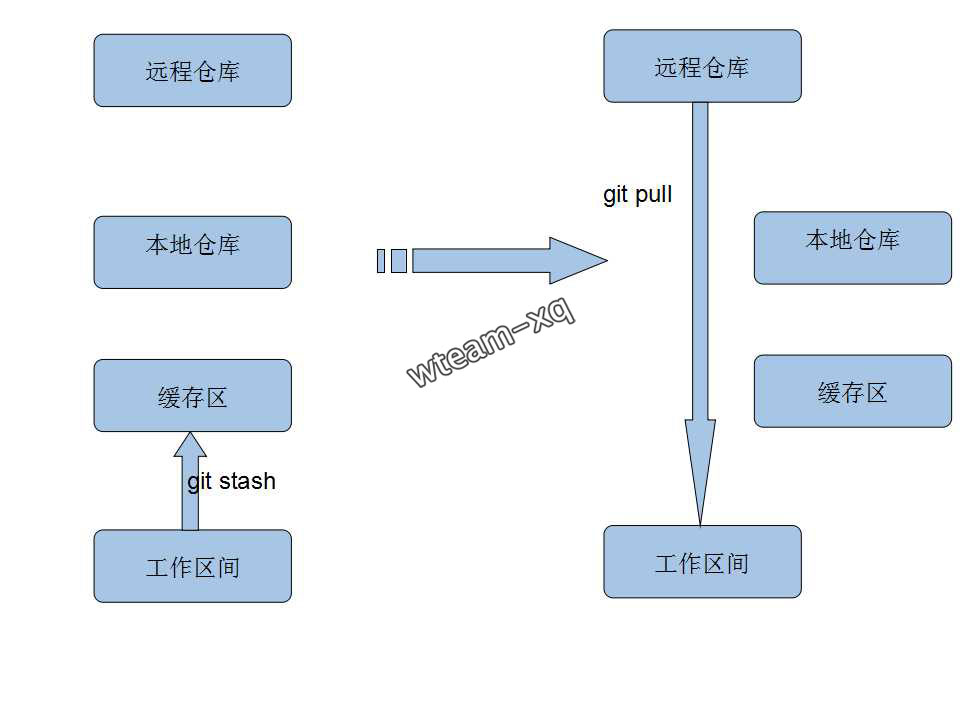 远程仓库
本地仓库
缓存区
git stash
工作区间
wteam-xq
远程仓库
git pull
本地仓库
缓存区
工作区间